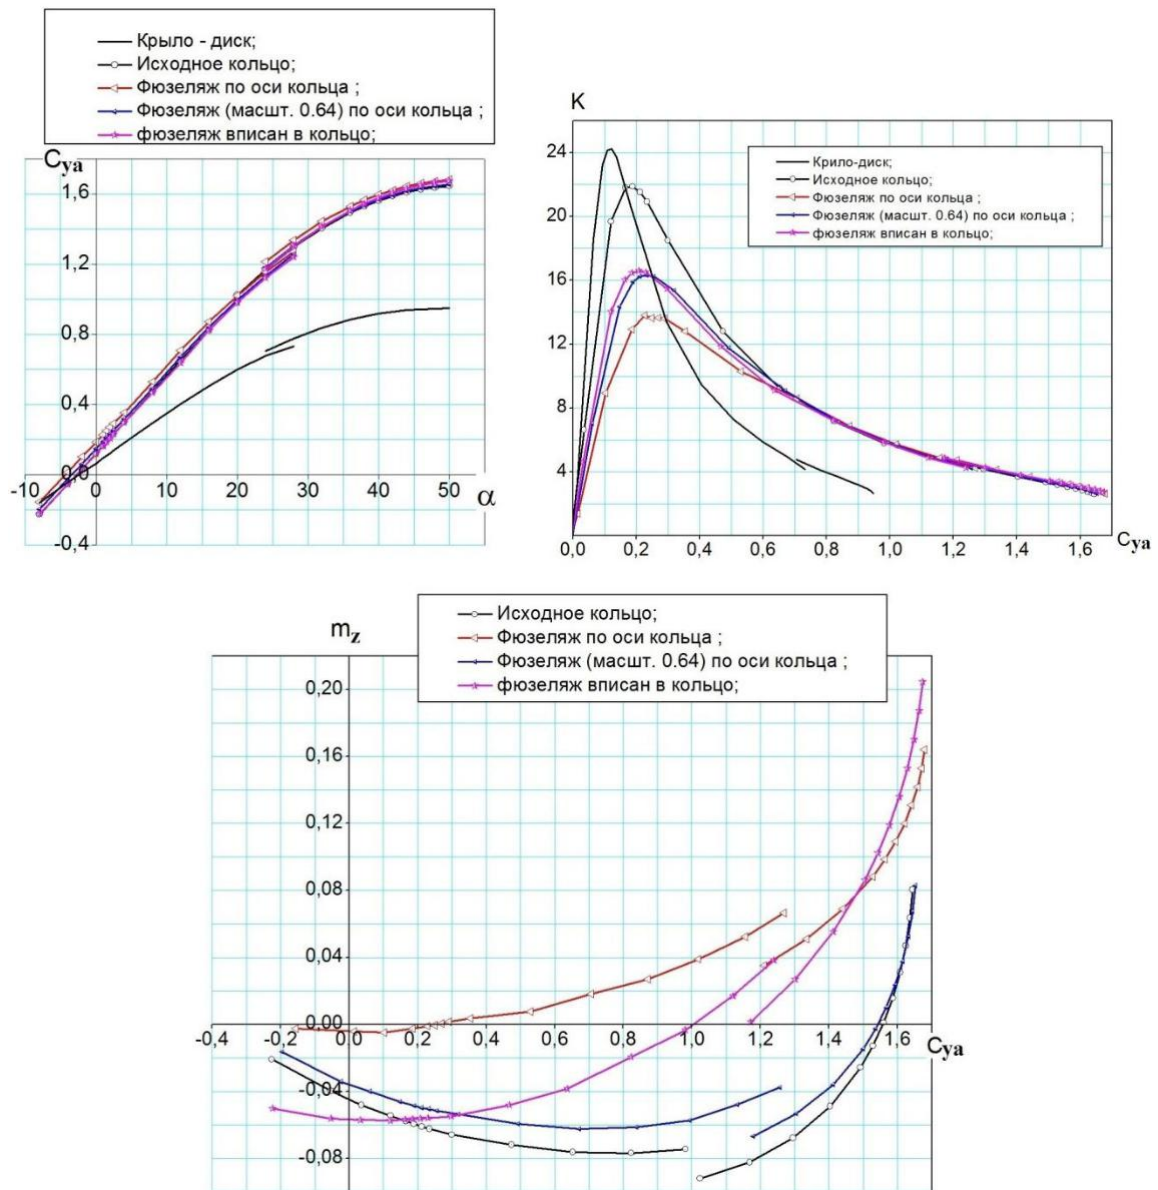 Крыло - диск;
Исходное кольцо;
Фюзеляж по оси кольца ;
Фюзеляж (масшт. 0.64) по оси кольца ;
фюзеляж вписан в кольцо;
Cya
1,6
1,2
0,8
0,4
0,0
-0,4
-10 0 10 20 30 40 50 α
K
Крило-диск;
Исходное кольцо;
Фюзеляж по оси кольца ;
Фюзеляж (масшт. 0.64) по оси кольца ;
фюзеляж вписан в кольцо;
24
20
16
12
8
4
0,0 0,2 0,4 0,6 0,8 1,0 1,2 1,4 1,6 Cya
Исходное кольцо;
Фюзеляж по оси кольца ;
Фюзеляж (масшт. 0.64) по оси кольца ;
фюзеляж вписан в кольцо;
mz
0,20
0,16
0,12
0,08
0,04
0,00
-0,4 -0,2 0,0 0,2 0,4 0,6 0,8 1,0 1,2 1,4 1,6 Cya
-0,04
-0,08